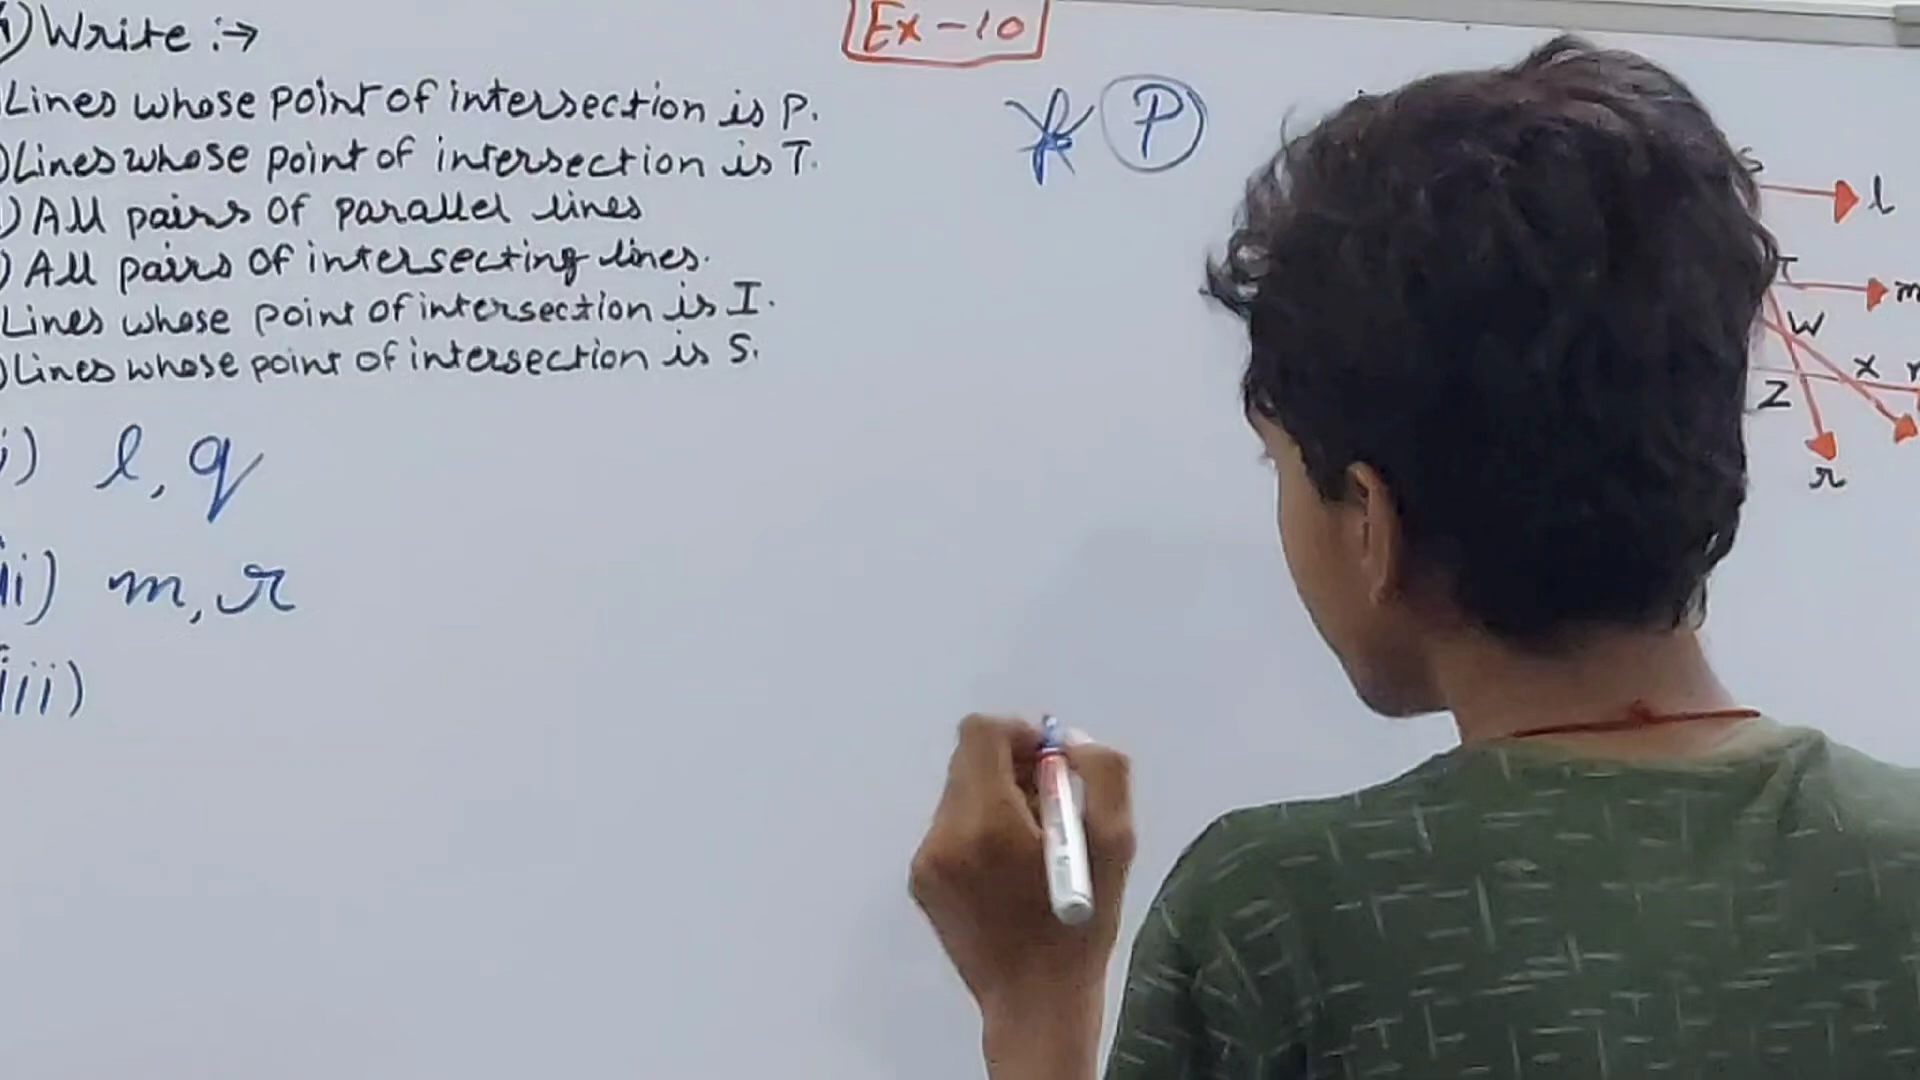 ) Write :→
Ex-10
Lines whose point of intersection is P.
)Lines whose point of intersection is T.
) All pairs of parallel lines
) All pairs of intersecting lines.
Lines whose point of intersection is I.
)Lines whose point of intersection is S.
P
S
l
T
m
W
X
Z
r
i) l, q
ii) m, r
iii)